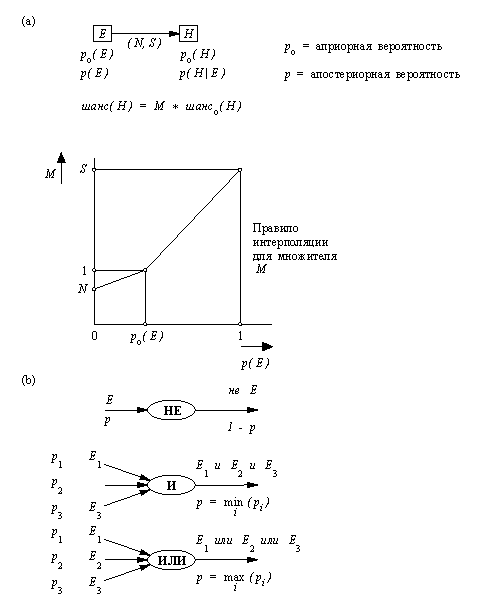 (a)
E (N, S) H
p₀(E) p₀(H) p₀ = априорная вероятность
p(E) p(H|E) p = апостериорная вероятность
шанс(H) = M * шанс₀(H)
M S
Правило
интерполяции
для множителя
M
1
N
0 p₀(E) 1
p(E)
(b)
E не E
НЕ
p 1 - p
p₁ E₁
E₁ и E₂ и E₃
p₂ И
p = min (pᵢ)
i
p₃ E₃
p₁ E₁
E₁ или E₂ или E₃
p₂ E₂ ИЛИ
p = max (pᵢ)
i
p₃ E₃